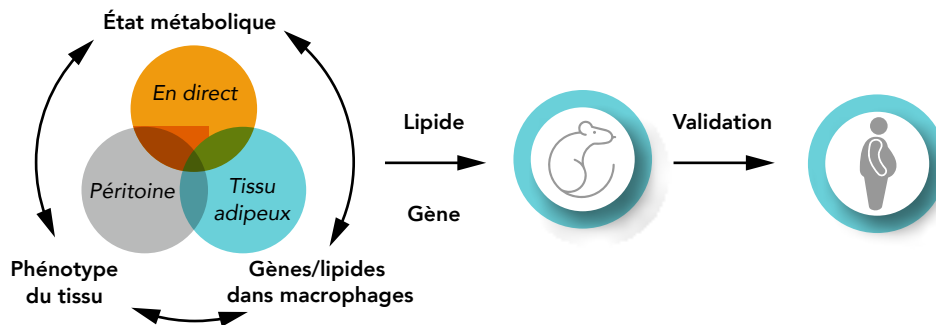 État métabolique
En direct
Péritoine
Tissu
adipeux
Phénotype
du tissu
Gènes/lipides
dans macrophages
Lipide
Gène
Validation